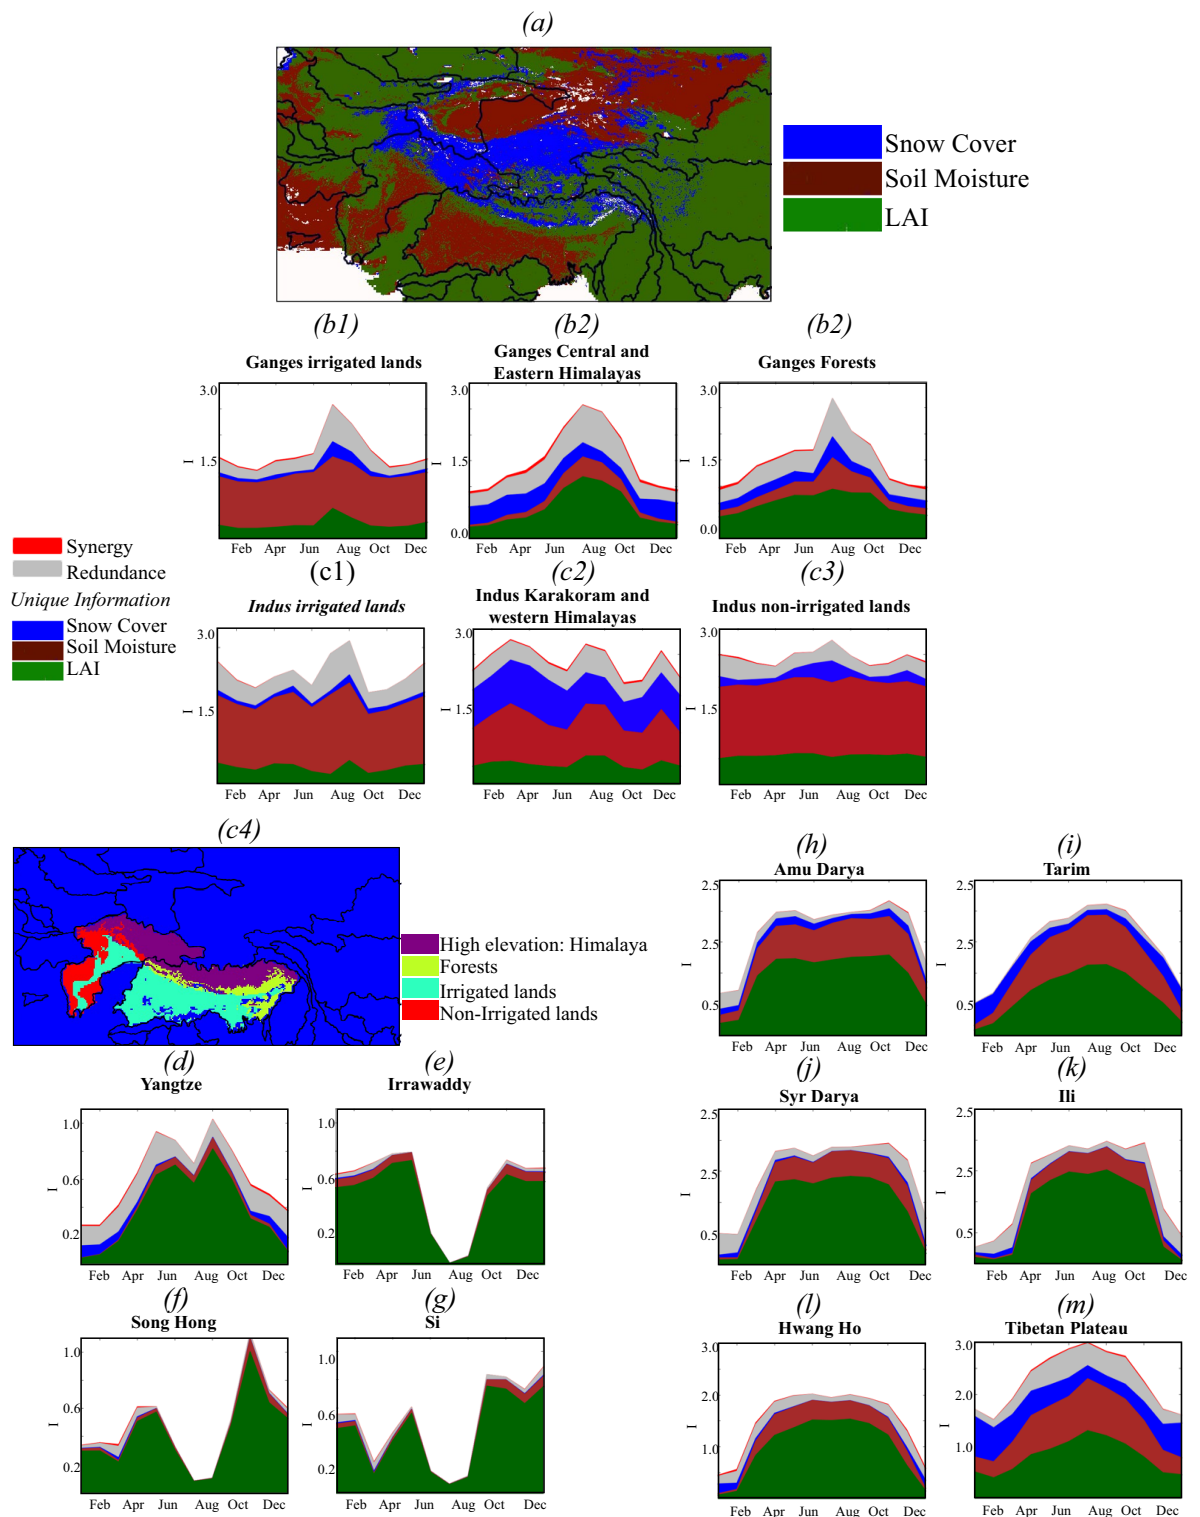 (a)
Snow Cover
Soil Moisture
LAI
(b1)
(b2)
(b2)
Ganges irrigated lands
Ganges Central and
Eastern Himalayas
Ganges Forests
3.0
1.5
I
Feb Apr Jun Aug Oct Dec
3.0
1.5
0.0
I
Feb Apr Jun Aug Oct Dec
3.0
1.5
0.0
I
Feb Apr Jun Aug Oct Dec
Synergy
Redundance
Unique Information
Snow Cover
Soil Moisture
LAI
(c1)
(c2)
(c3)
Indus irrigated lands
Indus Karakoram and
western Himalayas
Indus non-irrigated lands
3.0
1.5
I
Feb Apr Jun Aug Oct Dec
3.0
1.5
I
Feb Apr Jun Aug Oct Dec
3.0
1.5
I
Feb Apr Jun Aug Oct Dec
(c4)
High elevation: Himalaya
Forests
Irrigated lands
Non-Irrigated lands
(h)
Amu Darya
2.5
2.5
0.5
I
Feb Apr Jun Aug Oct Dec
(i)
Tarim
2.5
2.5
0.5
I
Feb Apr Jun Aug Oct Dec
(d)
Yangtze
1.0
0.6
0.2
I
Feb Apr Jun Aug Oct Dec
(e)
Irrawaddy
1.0
0.6
0.2
I
Feb Apr Jun Aug Oct Dec
(j)
Syr Darya
2.5
2.5
0.5
I
Feb Apr Jun Aug Oct Dec
(k)
Ili
2.5
2.5
0.5
I
Feb Apr Jun Aug Oct Dec
(f)
Song Hong
1.0
0.6
0.2
I
Feb Apr Jun Aug Oct Dec
(g)
Si
1.0
0.6
0.2
I
Feb Apr Jun Aug Oct Dec
(l)
Hwang Ho
3.0
2.0
1.0
I
Feb Apr Jun Aug Oct Dec
(m)
Tibetan Plateau
3.0
2.0
1.0
I
Feb Apr Jun Aug Oct Dec